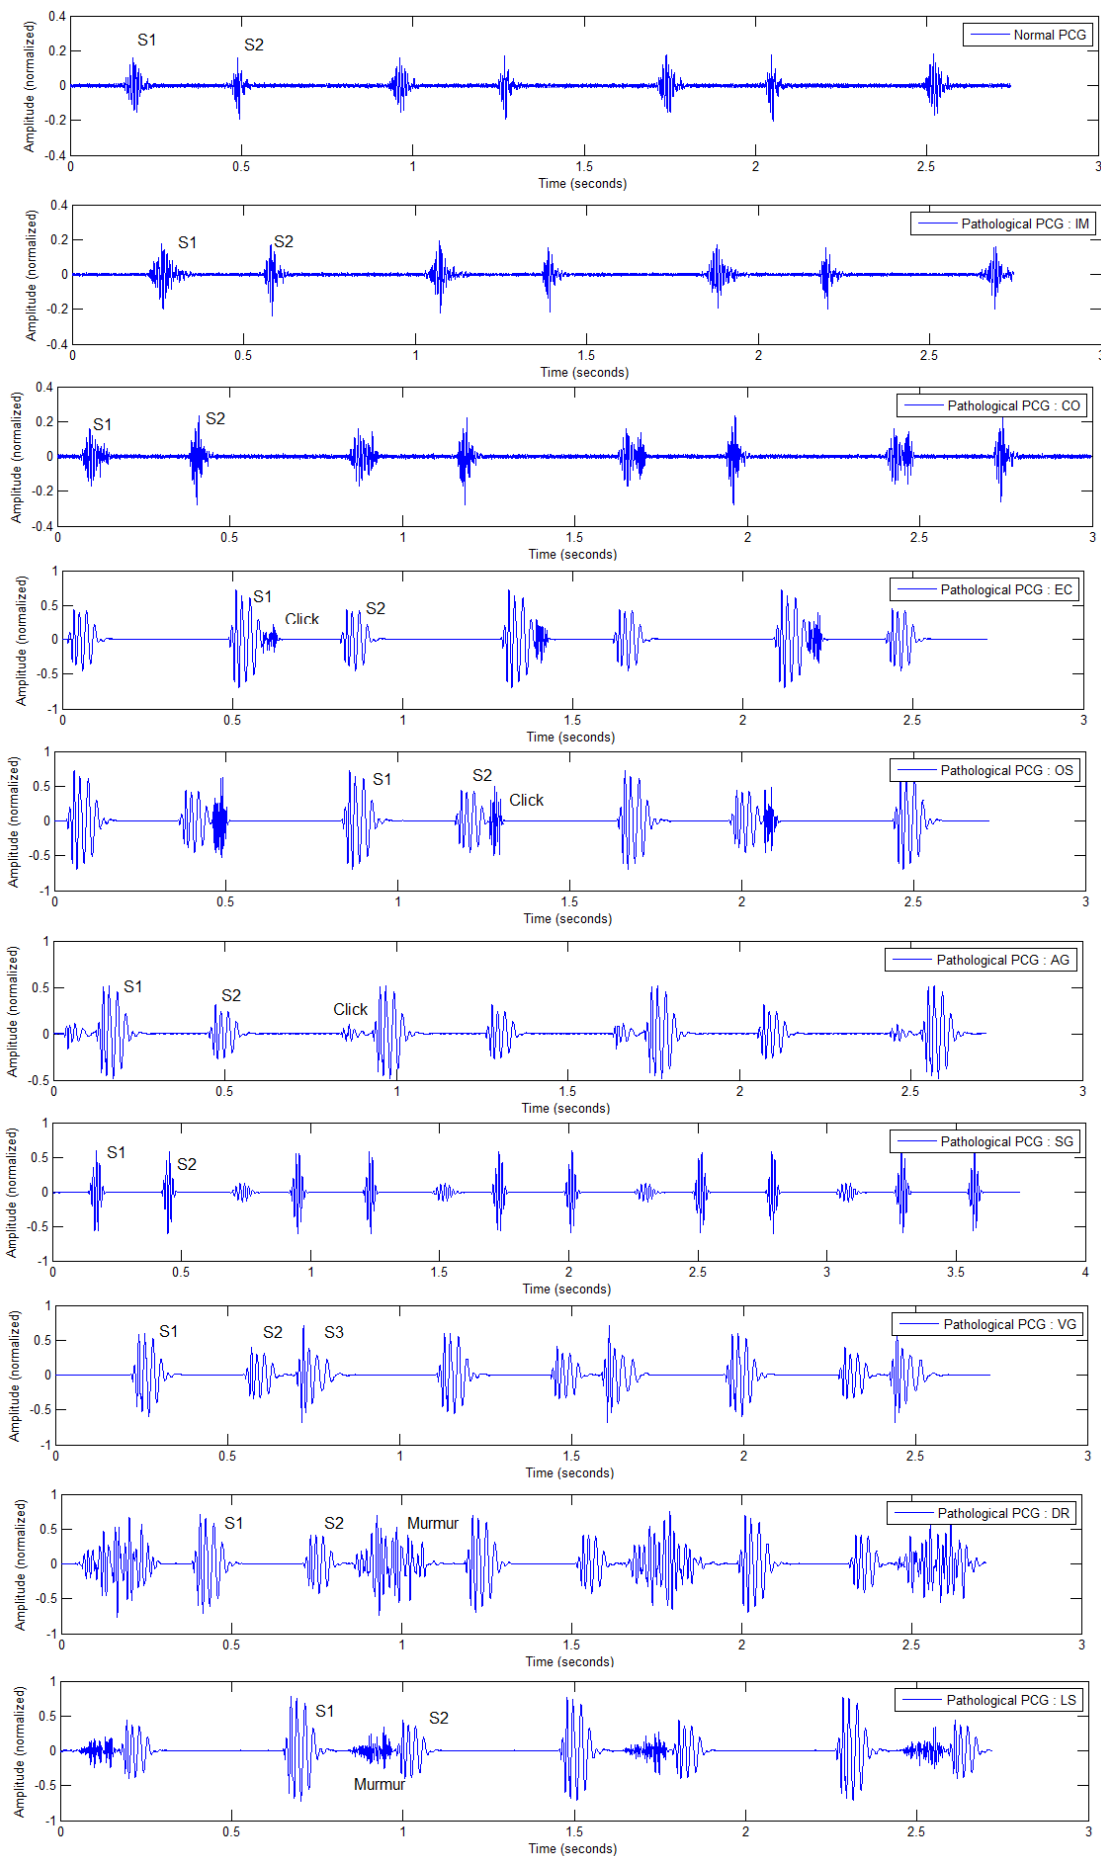 0.4
S1
S2
Normal PCG
0.2
0
-0.2
-0.4
Amplitude (normalized)
0 0.5 1 1.5 2 2.5 3
Time (seconds)
0.4
S1
S2
Pathological PCG : IM
0.2
0
-0.2
-0.4
Amplitude (normalized)
0 0.5 1 1.5 2 2.5 3
Time (seconds)
0.4
S1
S2
Pathological PCG : CO
0.2
0
-0.2
-0.4
Amplitude (normalized)
0 0.5 1 1.5 2 2.5 3
Time (seconds)
1
S1
Click
S2
Pathological PCG : EC
0.5
0
-0.5
-1
Amplitude (normalized)
0 0.5 1 1.5 2 2.5 3
Time (seconds)
1
S1
S2
Click
Pathological PCG : OS
0.5
0
-0.5
-1
Amplitude (normalized)
0 0.5 1 1.5 2 2.5 3
Time (seconds)
1
S1
S2
Click
Pathological PCG : AG
0.5
0
-0.5
Amplitude (normalized)
0 0.5 1 1.5 2 2.5 3
Time (seconds)
1
S1
S2
Pathological PCG : SG
0.5
0
-0.5
-1
Amplitude (normalized)
0 0.5 1 1.5 2 2.5 3 3.5 4
Time (seconds)
1
S1
S2
S3
Pathological PCG : VG
0.5
0
-0.5
-1
Amplitude (normalized)
0 0.5 1 1.5 2 2.5 3
Time (seconds)
1
S1
S2
Murmur
Pathological PCG : DR
0.5
0
-0.5
-1
Amplitude (normalized)
0 0.5 1 1.5 2 2.5 3
Time (seconds)
1
S1
S2
Murmur
Pathological PCG : LS
0.5
0
-0.5
-1
Amplitude (normalized)
0 0.5 1 1.5 2 2.5 3
Time (seconds)